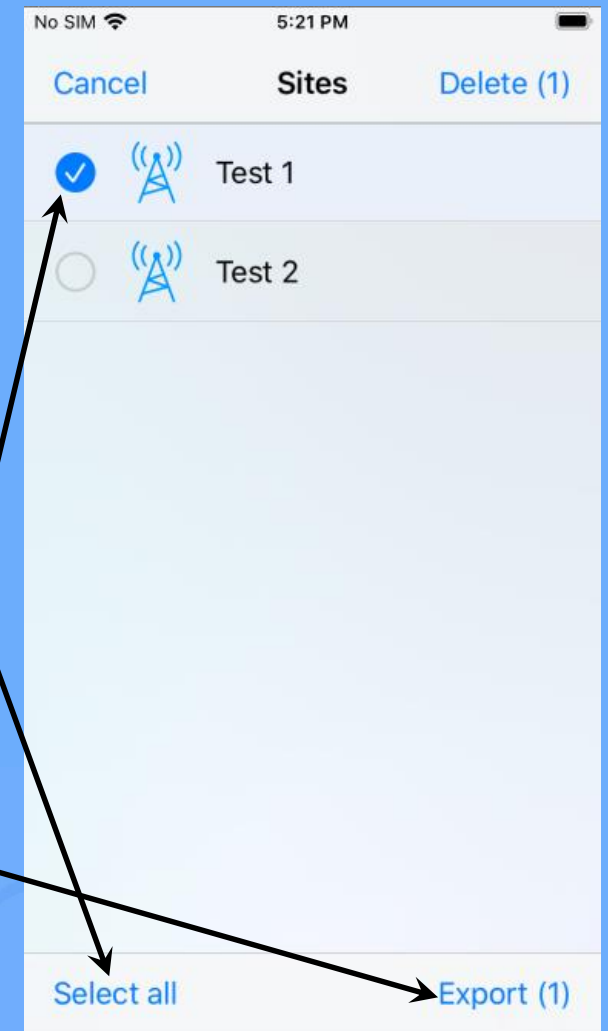 No SIM 5:21 PM
Cancel Sites Delete (1)
Test 1
Test 2
Select all Export (1)